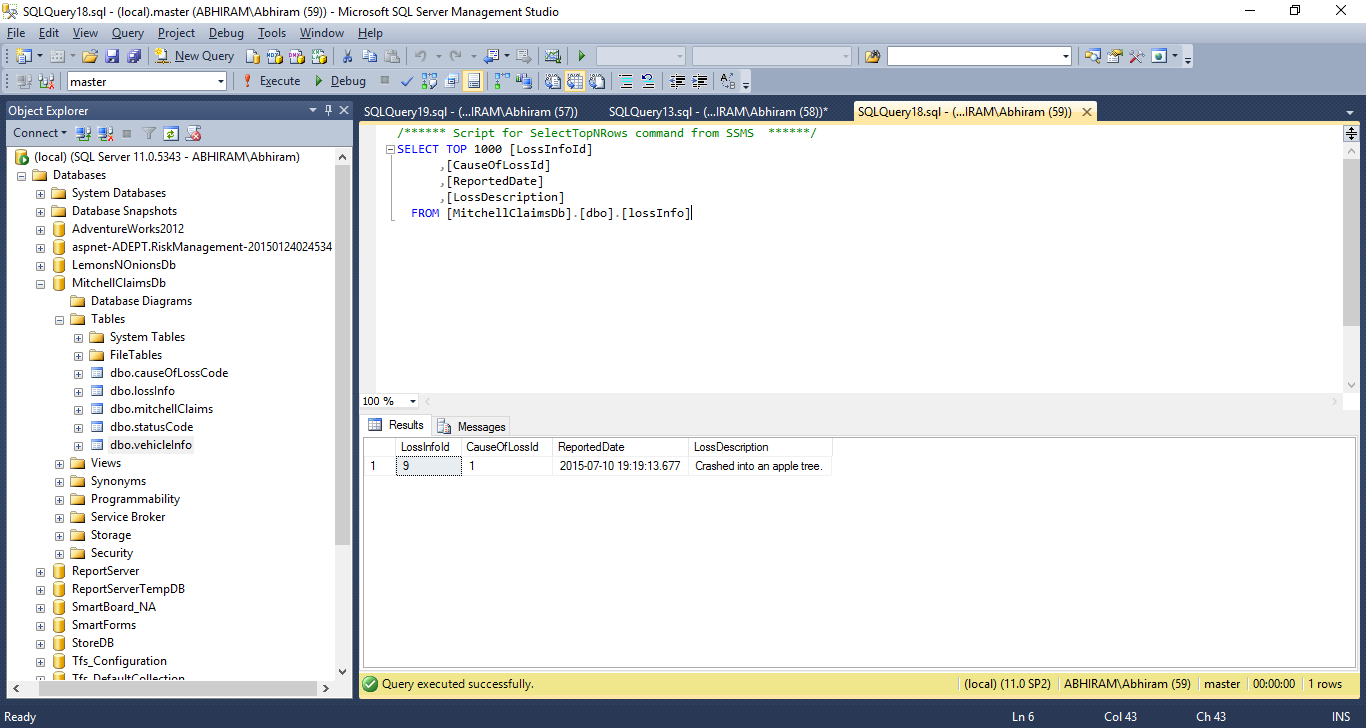 SQLQuery18.sql - (local).master (ABHIRAM\Abhiram (59)) - Microsoft SQL Server Management Studio
File Edit View Query Project Debug Tools Window Help
New Query
master Execute Debug
Object Explorer
Connect
(local) (SQL Server 11.0.5343 - ABHIRAM\Abhiram)
Databases
System Databases
Database Snapshots
AdventureWorks2012
aspnet-ADEPT.RiskManagement-20150124024534
LemonsNOnionsDb
MitchellClaimsDb
Database Diagrams
Tables
System Tables
FileTables
dbo.causeOfLossCode
dbo.lossInfo
dbo.mitchellClaims
dbo.statusCode
dbo.vehicleInfo
Views
Synonyms
Programmability
Service Broker
Storage
Security
ReportServer
ReportServerTempDB
SmartBoard_NA
SmartForms
StoreDB
Tfs_Configuration
Tfs_DefaultCollection
SQLQuery19.sql - (...IRAM\Abhiram (57)) SQLQuery13.sql - (...IRAM\Abhiram (58))* SQLQuery18.sql - (...IRAM\Abhiram (59))
/****** Script for SelectTopNRows command from SSMS ******/
SELECT TOP 1000 [LossInfoId]
,[CauseOfLossId]
,[ReportedDate]
,[LossDescription]
FROM [MitchellClaimsDb].[dbo].[lossInfo]
100 %
Results Messages
LossInfoId CauseOfLossId ReportedDate LossDescription
1 9 1 2015-07-10 19:19:13.677 Crashed into an apple tree.
Query executed successfully. (local) (11.0 SP2) ABHIRAM\Abhiram (59) master 00:00:00 1 rows
Ready Ln 6 Col 43 Ch 43 INS